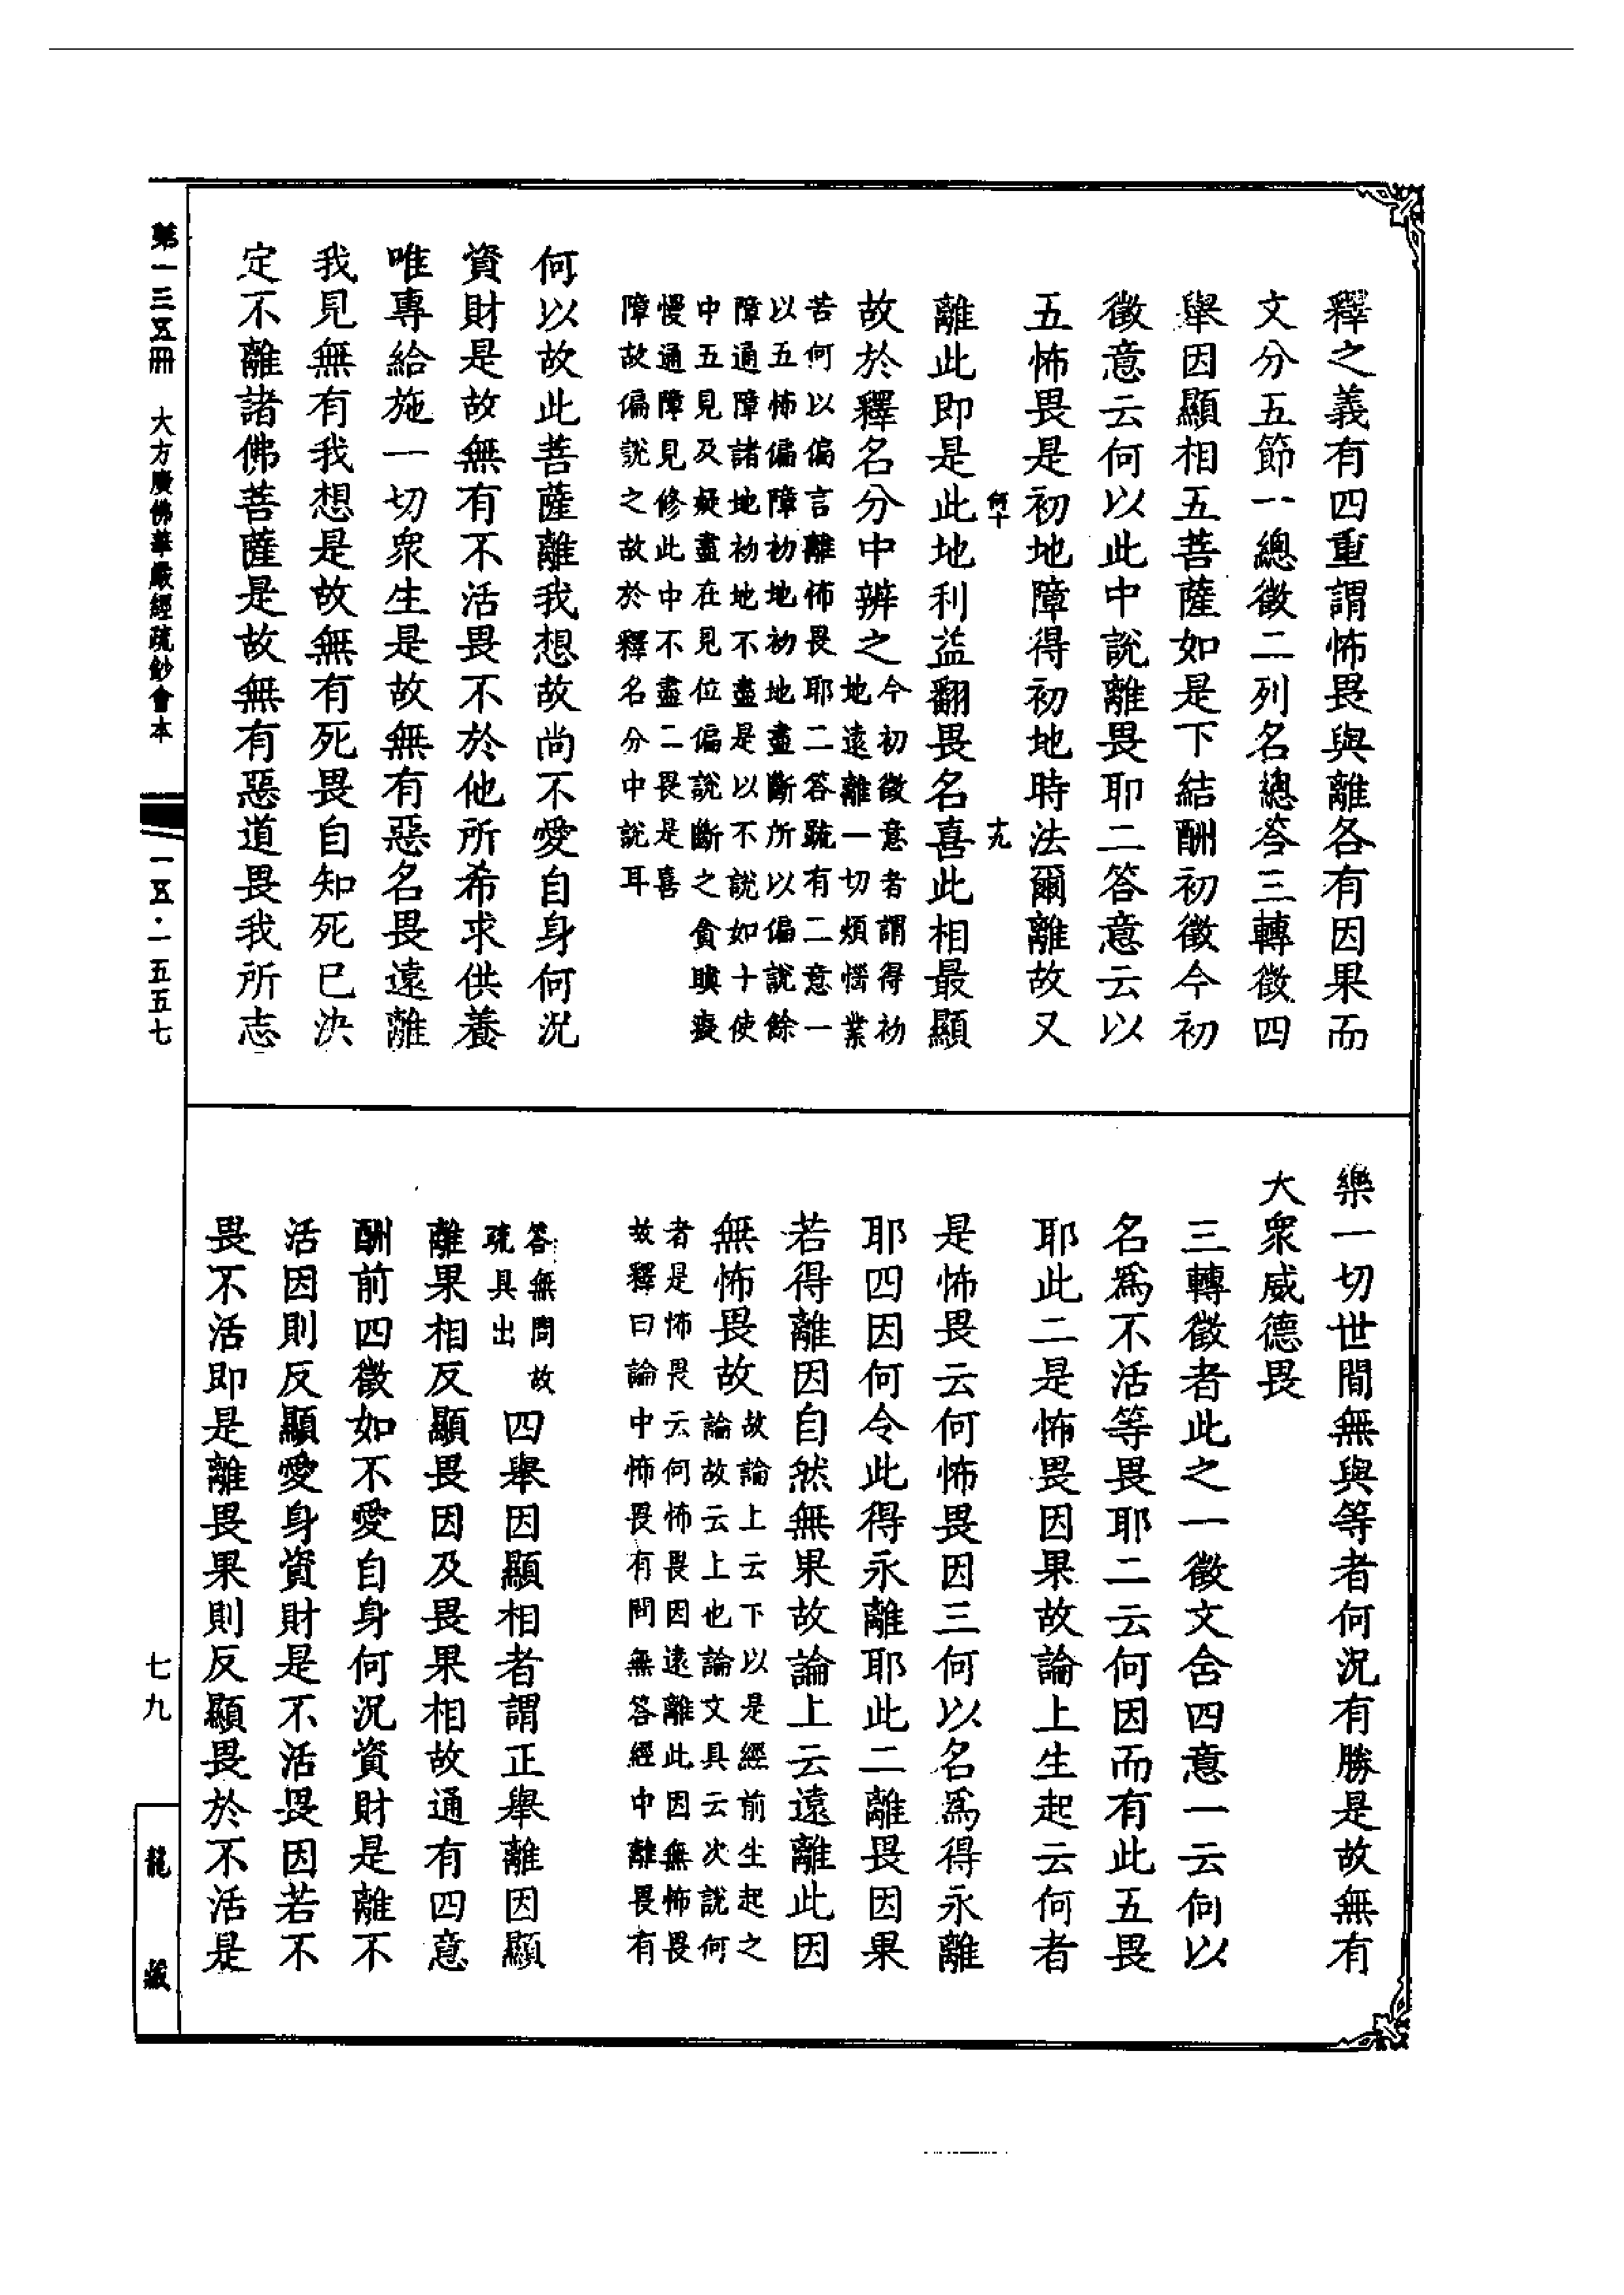 釋之義有四重謂怖畏與離各有因果而
文分五節一總徵二列名總答三轉徵四
舉因顯相五菩薩如是下結酬初徵今初
徵意云何以此中說離畏耶二答意云以
五怖畏是初地障得初地時法爾離故又
何十
十九
離此即是此地利益翻畏名喜此相最顯
故於釋名分中辨之
今初徵意者謂得初
地遠離一切煩惱業
苦何以偏言離怖畏耶二答疏有二意一
以五怖偏障初地初地盡斷所以偏說餘
障通障諸地初地不盡是以不說如十使
中五見及疑盡在見位偏說斷之貪瞋癡
慢通障見修此中不盡二畏是喜
障故偏說之故於釋名分中說耳
何以故此菩薩離我想故尚不愛自身何況
資財是故無有不活畏不於他所希求供養
唯專給施一切眾生是故無有惡名畏遠離
我見無有我想是故無有死畏自知死已決
定不離諸佛菩薩是故無有惡道畏我所志
樂一切世間無與等者何況有勝是故無有
大眾威德畏
三轉徵者此之一徵文含四意一云何以
名為不活等畏耶二云何因而有此五畏
耶此二是怖畏因果故論上生起云何者
是怖畏云何怖畏因三何以名為得永離
耶四因何令此得永離耶此二離畏因果
若得離因自然無果故論上云遠離此因
無怖畏故
故論上云下以是經前生起之
論故云上也論文具云次說何
者是怖畏云何怖畏因遠離此因無怖畏
故釋曰論中怖畏有問無答經中離畏有
答無問故
疏具出
四舉因顯相者謂正舉離因顯
離果相反顯畏因及畏果相故通有四意
酬前四徵如不愛自身何況資財是離不
活因則反顯愛身資財是不活畏因若不
畏不活即是離畏果則反顯畏於不活是
第一三五冊　大方廣佛華嚴經疏鈔會本
一五．一五五七
七九
龍藏